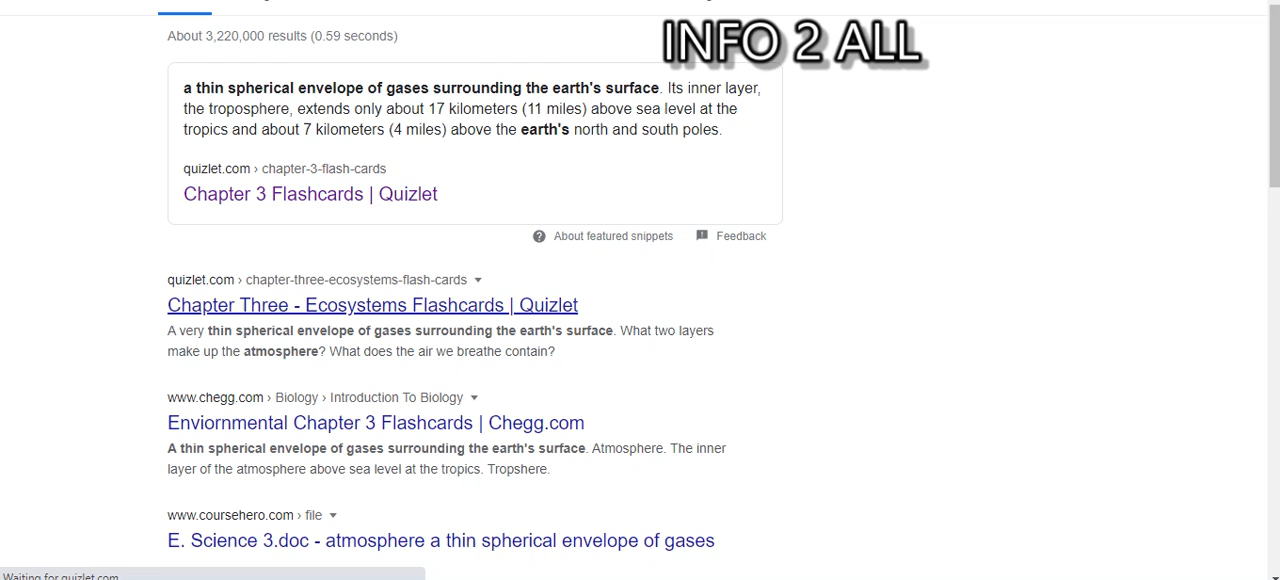 INFO 2 ALL
About 3,220,000 results (0.59 seconds)
a thin spherical envelope of gases surrounding the earth's surface. Its inner layer,
the troposphere, extends only about 17 kilometers (11 miles) above sea level at the
tropics and about 7 kilometers (4 miles) above the earth's north and south poles.
quizlet.com › chapter-3-flash-cards
Chapter 3 Flashcards | Quizlet
About featured snippets Feedback
quizlet.com › chapter-three-ecosystems-flash-cards
Chapter Three - Ecosystems Flashcards | Quizlet
A very thin spherical envelope of gases surrounding the earth's surface. What two layers
make up the atmosphere? What does the air we breathe contain?
www.chegg.com › Biology › Introduction To Biology
Enviornmental Chapter 3 Flashcards | Chegg.com
A thin spherical envelope of gases surrounding the earth's surface. Atmosphere. The inner
layer of the atmosphere above sea level at the tropics. Tropshere.
www.coursehero.com › file
E. Science 3.doc - atmosphere a thin spherical envelope of gases
Waiting for quizlet.com